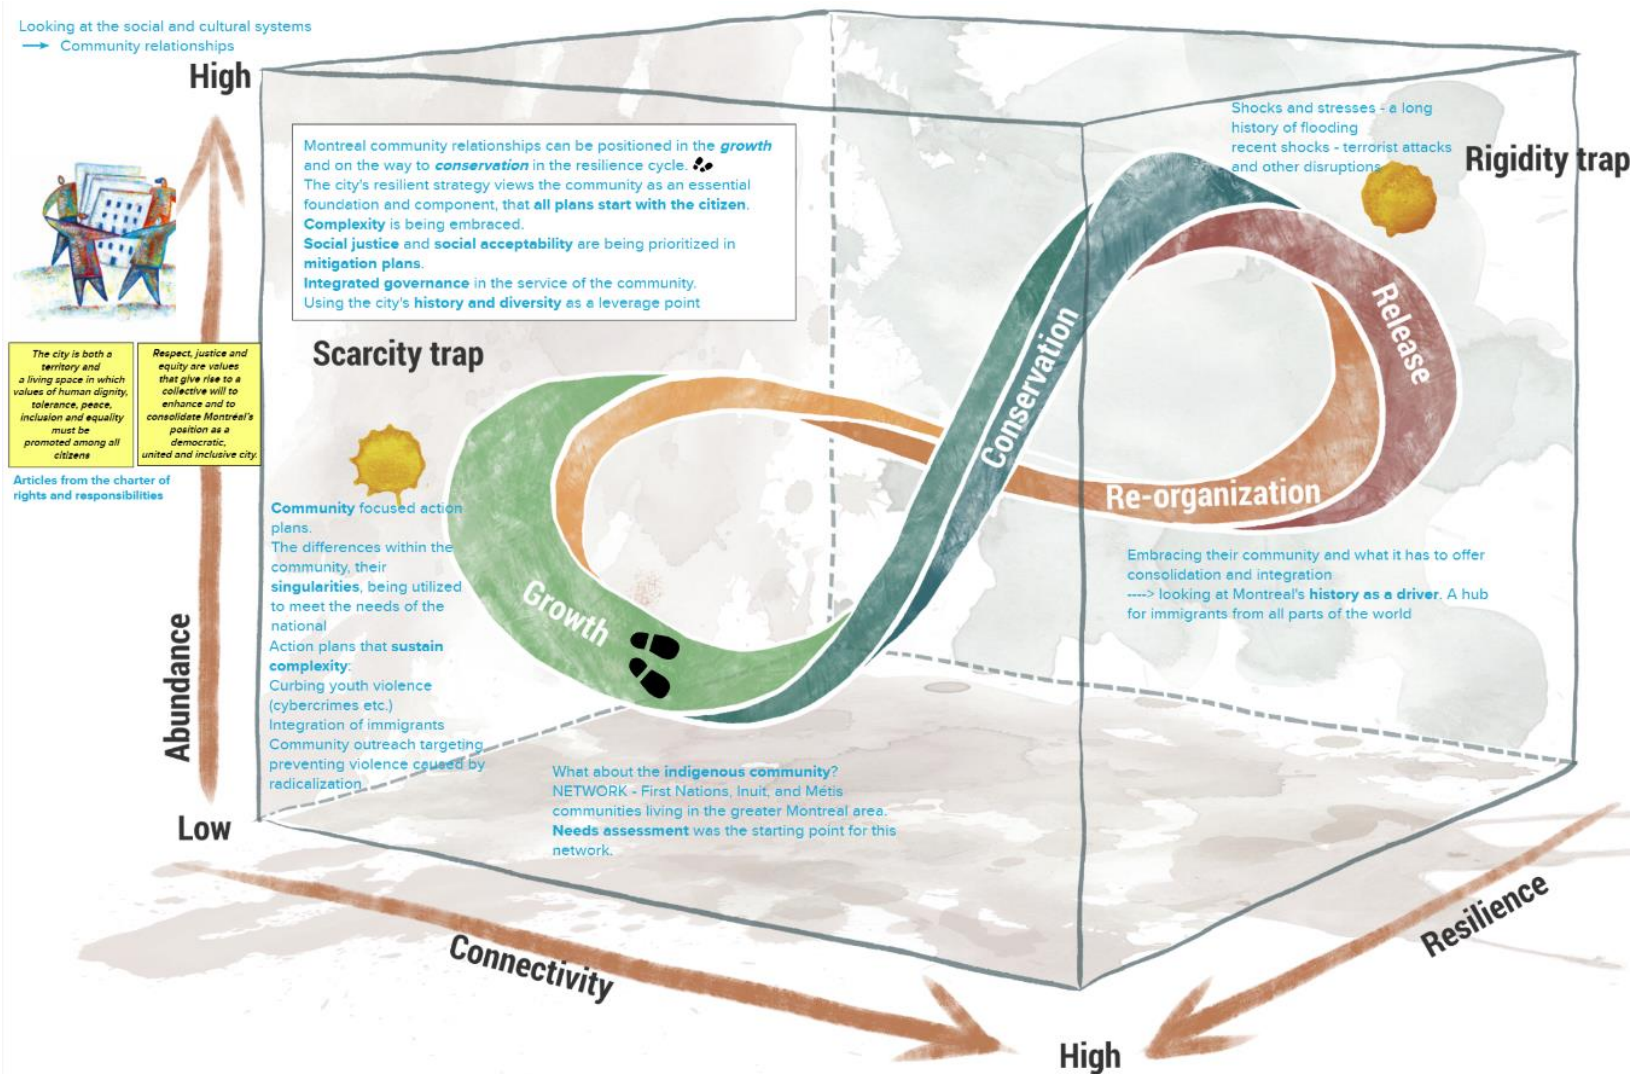 Looking at the social and cultural systems
Community relationships
High
Montreal community relationships can be positioned in the growth
and on the way to conservation in the resilience cycle.
The city's resilient strategy views the community as an essential
foundation and component, that all plans start with the citizen.
Complexity is being embraced.
Social justice and social acceptability are being prioritized in
mitigation plans.
Integrated governance in the service of the community.
Using the city's history and diversity as a leverage point
Shocks and stresses - a long
history of flooding
recent shocks - terrorist attacks
and other disruptions
Rigidity trap
Scarcity trap
The city is both a
territory and
a living space in which
values of human dignity,
tolerance, peace,
inclusion and equality
must be
promoted among all
citizens
Respect, justice and
equity are values
that give rise to a
collective will to
enhance and to
consolidate Montréal's
position as a
democratic,
united and inclusive city.
Articles from the charter of
rights and responsibilities
Release
Conservation
Re-organization
Growth
Community focused action
plans.
The differences within the
community, their
singularities, being utilized
to meet the needs of the
national
Action plans that sustain
complexity:
Curbing youth violence
(cybercrimes etc.)
Integration of immigrants
Community outreach targeting
preventing violence caused by
radicalization
Embracing their community and what it has to offer
consolidation and integration
----> looking at Montreal's history as a driver. A hub
for immigrants from all parts of the world
What about the indigenous community?
NETWORK - First Nations, Inuit, and Métis
communities living in the greater Montreal area.
Needs assessment was the starting point for this
network.
Abundance
Low
Connectivity
Resilience
High